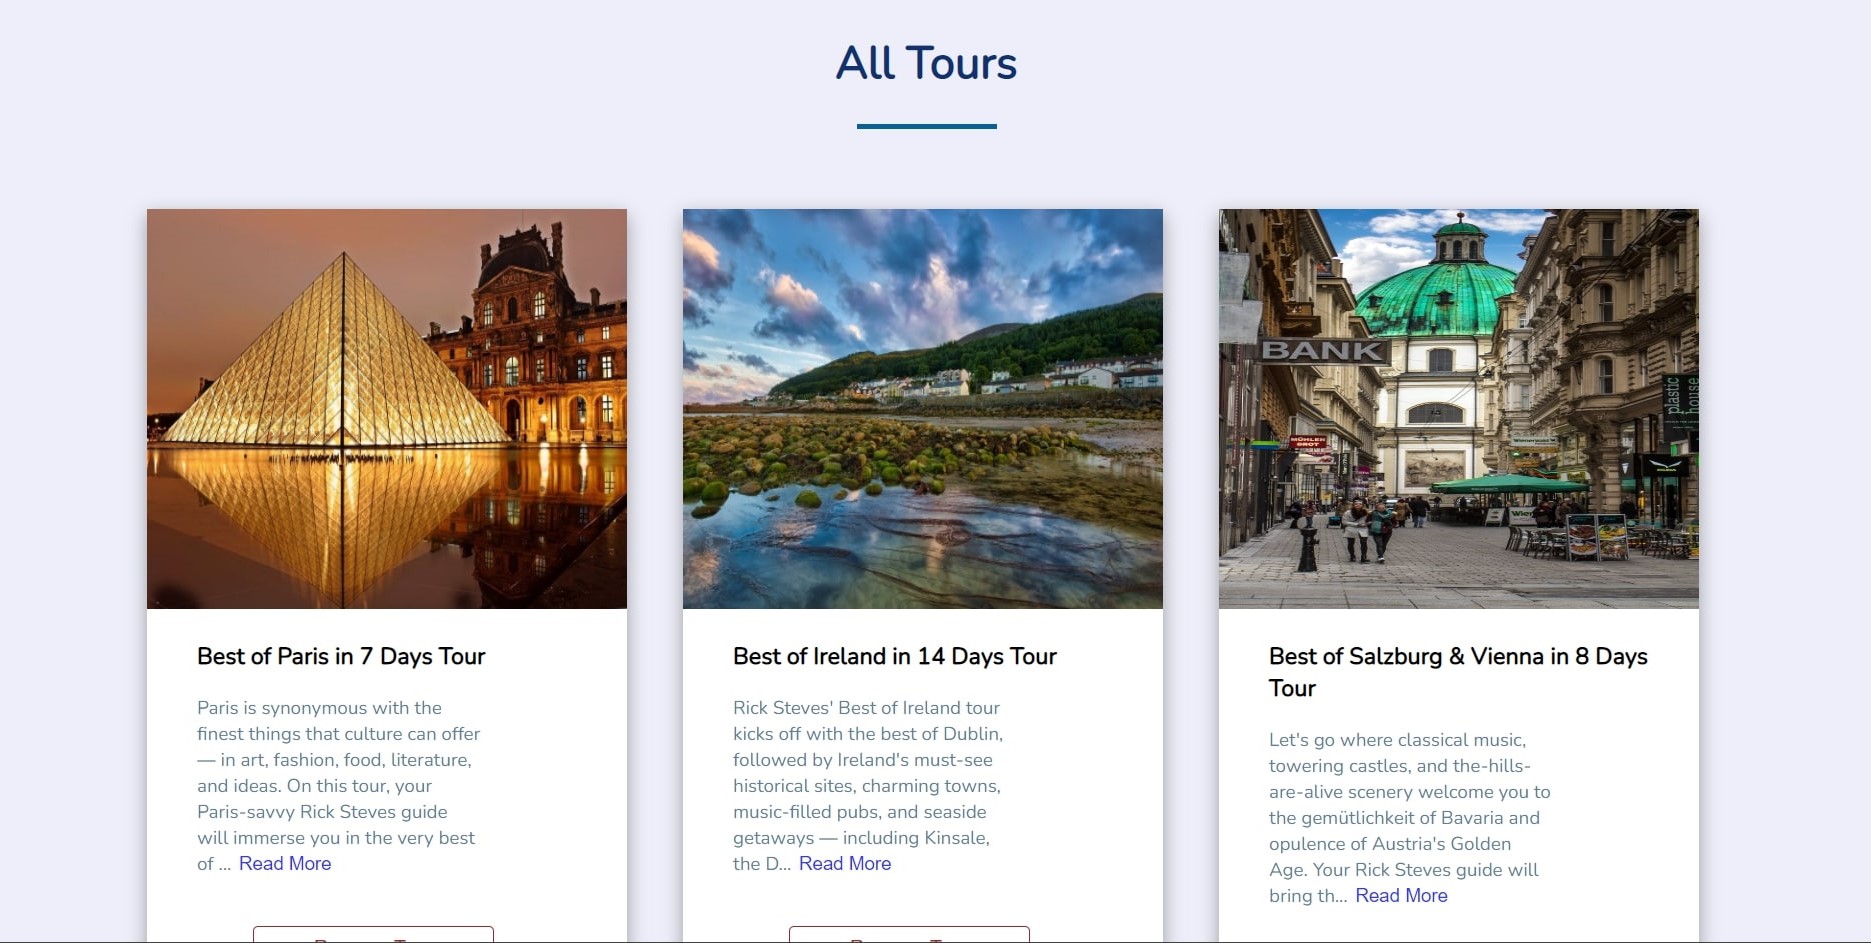 All Tours
BANK
plastic
house
MÜHLEN
BROT
Wienerwald
Wien
Best of Paris in 7 Days Tour
Paris is synonymous with the
finest things that culture can offer
— in art, fashion, food, literature,
and ideas. On this tour, your
Paris-savvy Rick Steves guide
will immerse you in the very best
of ... Read More
Best of Ireland in 14 Days Tour
Rick Steves' Best of Ireland tour
kicks off with the best of Dublin,
followed by Ireland's must-see
historical sites, charming towns,
music-filled pubs, and seaside
getaways — including Kinsale,
the D... Read More
Best of Salzburg & Vienna in 8 Days
Tour
Let's go where classical music,
towering castles, and the-hills-
are-alive scenery welcome you to
the gemütlichkeit of Bavaria and
opulence of Austria's Golden
Age. Your Rick Steves guide will
bring th... Read More